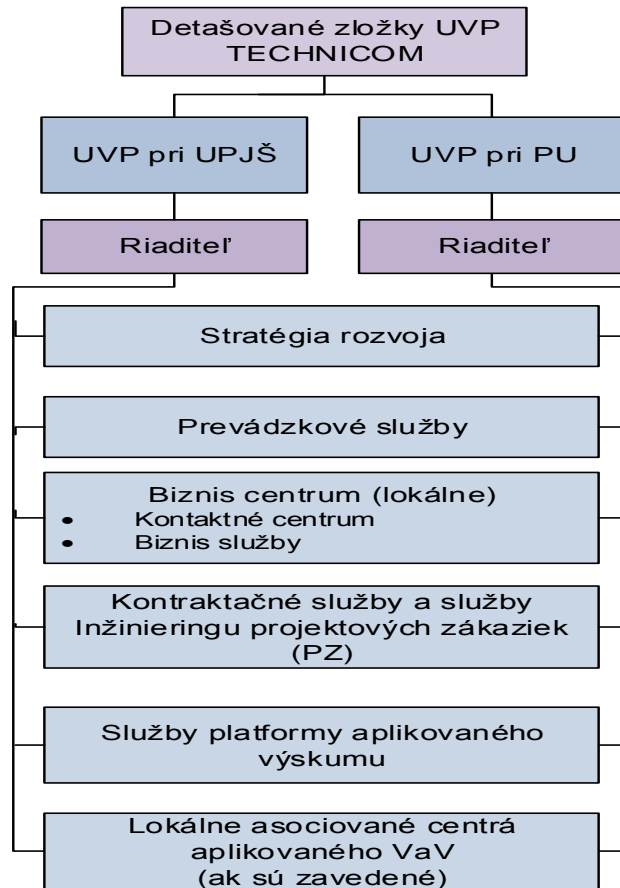 Detašované zložky UVP
TECHNICOM
UVP pri UPJŠ
UVP pri PU
Riaditeľ
Riaditeľ
Stratégia rozvoja
Prevádzkové služby
Biznis centrum (lokálne)
• Kontaktné centrum
• Biznis služby
Kontraktačné služby a služby
Inžinieringu projektových zákaziek
(PZ)
Služby platformy aplikovaného
výskumu
Lokálne asociované centrá
aplikovaného VaV
(ak sú zavedené)